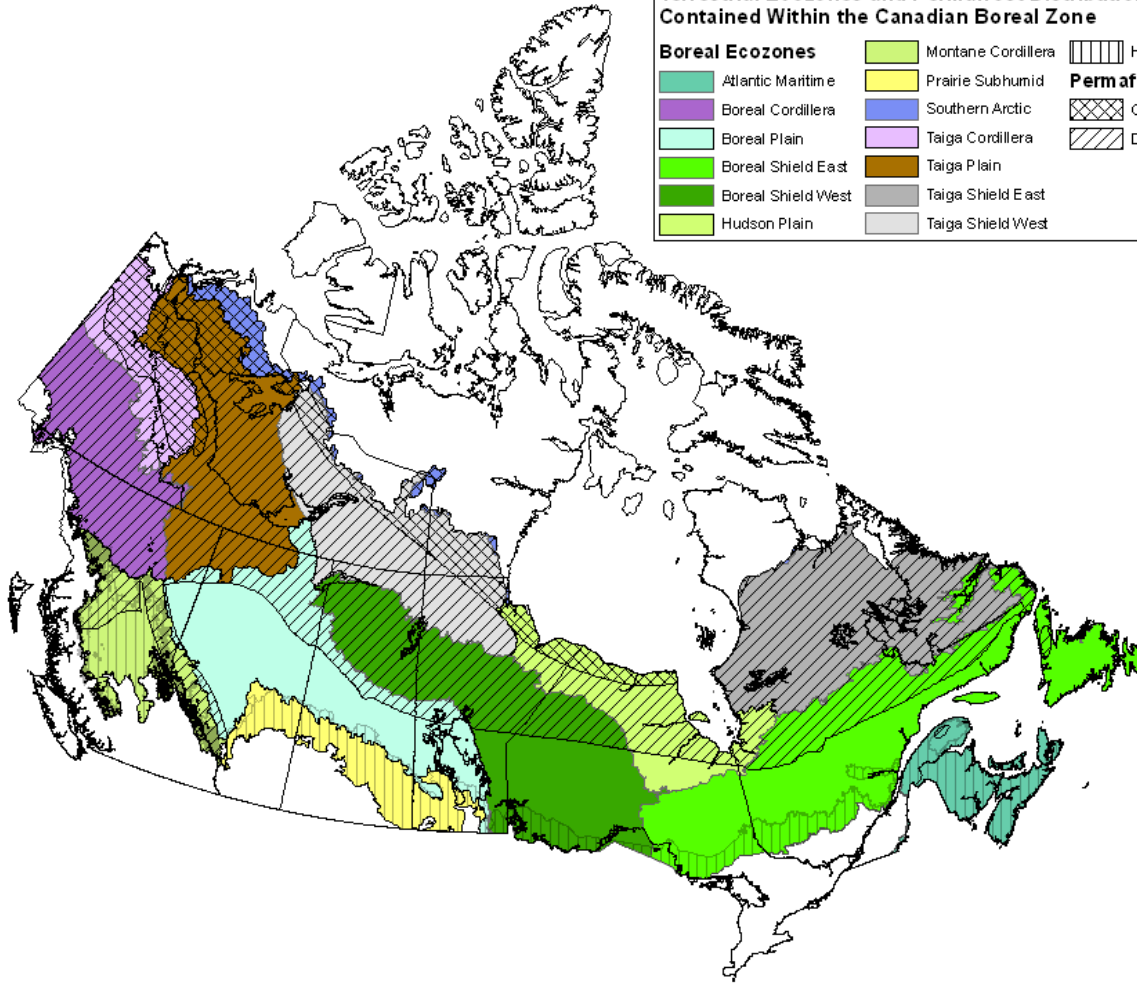 Contained Within the Canadian Boreal Zone
Boreal Ecozones
Atlantic Maritime
Boreal Cordillera
Boreal Plain
Boreal Shield East
Boreal Shield West
Hudson Plain
Montane Cordillera
Prairie Subhumid
Southern Arctic
Taiga Cordillera
Taiga Plain
Taiga Shield East
Taiga Shield West
H
Permaf